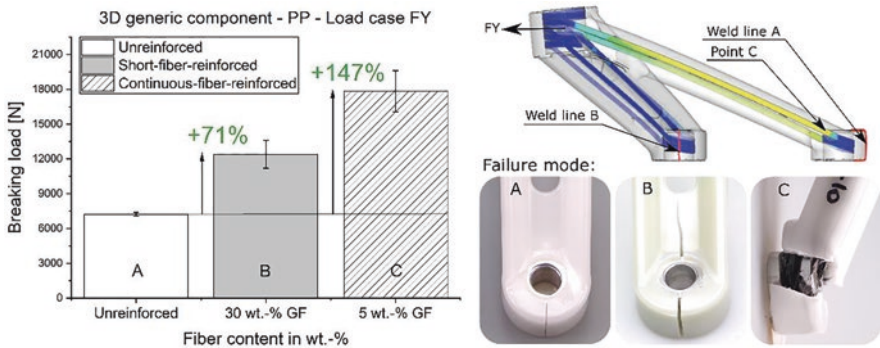 3D generic component - PP - Load case FY
Breaking load [N]
21000
18000
15000
12000
9000
6000
3000
0
Unreinforced
Short-fiber-reinforced
Continuous-fiber-reinforced
+71%
+147%
A
B
C
Unreinforced
30 wt.-% GF
5 wt.-% GF
Fiber content in wt.-%
FY
Weld line A
Point C
Weld line B
Failure mode:
A
B
C